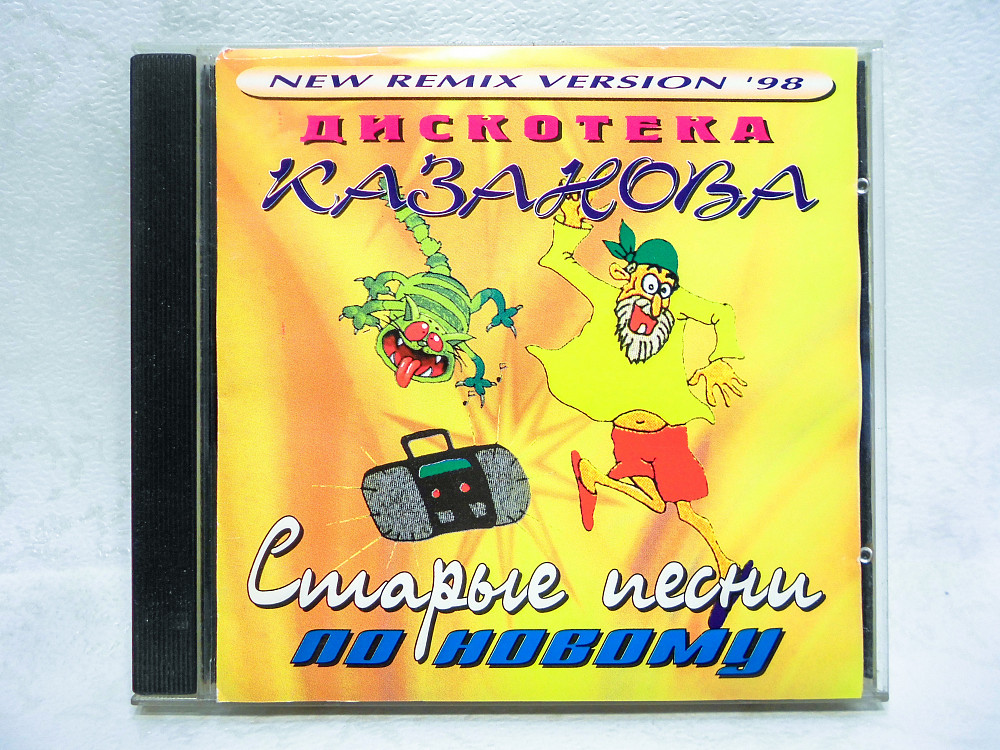 NEW REMIX VERSION '98
ДИСКОТЕКА
КАЗАНОВА
Старые песни
ПО НОВОМУ